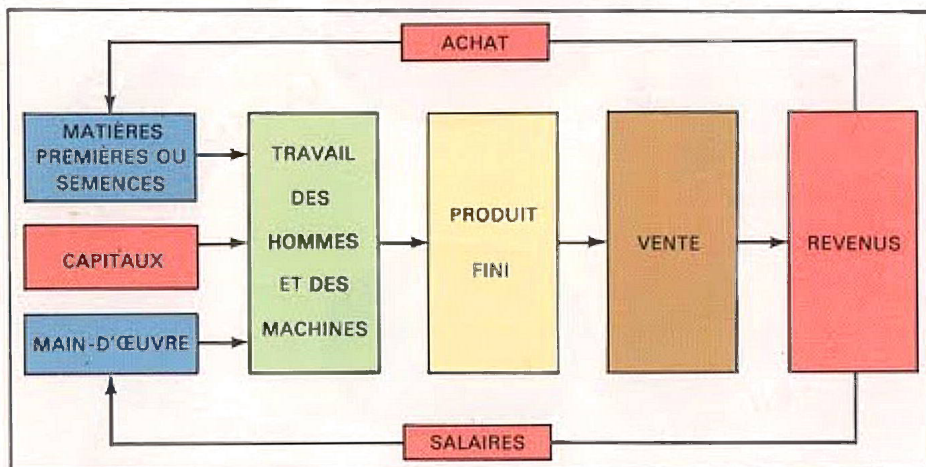 ACHAT
MATIÈRES
PREMIÈRES OU
SEMENCES
CAPITAUX
MAIN-D'ŒUVRE
TRAVAIL
DES
HOMMES
ET DES
MACHINES
PRODUIT
FINI
VENTE
REVENUS
SALAIRES